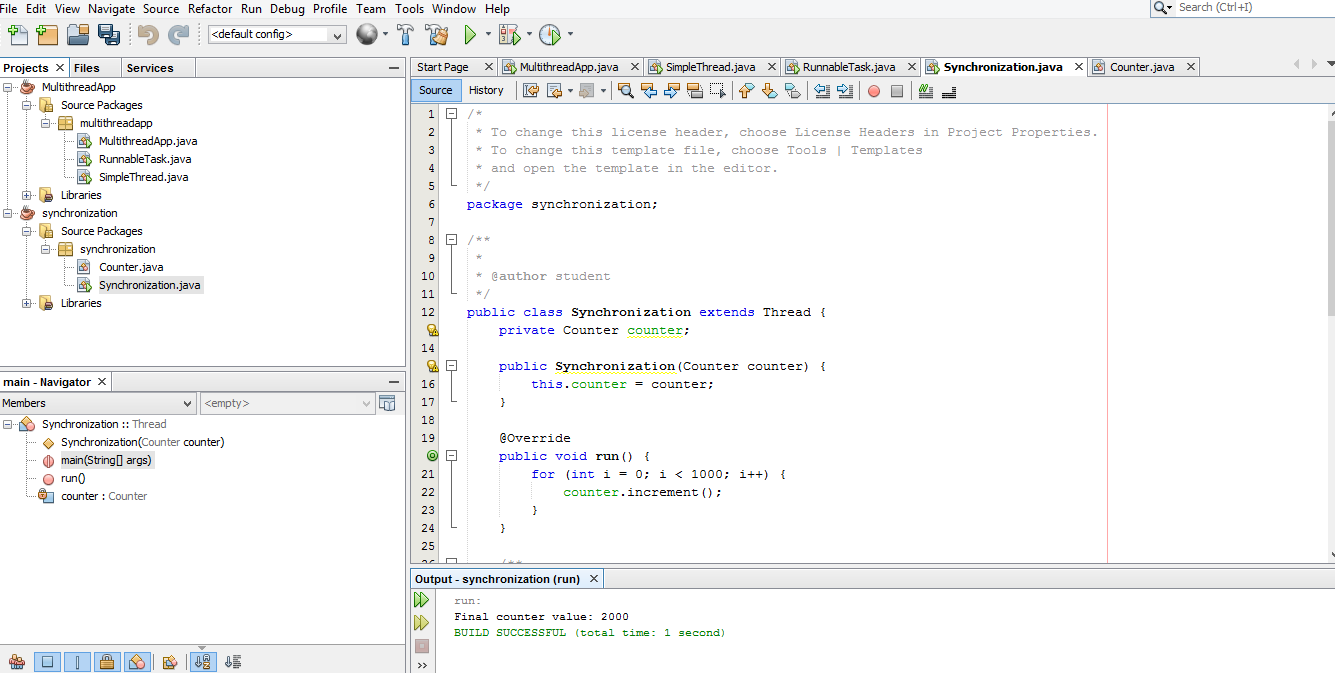 File Edit View Navigate Source Refactor Run Debug Profile Team Tools Window Help
Search (Ctrl+I)
<default config>
Projects Files Services
MultithreadApp
Source Packages
multithreadapp
MultithreadApp.java
RunnableTask.java
SimpleThread.java
Libraries
synchronization
Source Packages
synchronization
Counter.java
Synchronization.java
Libraries
main - Navigator
Members <empty>
Synchronization :: Thread
Synchronization(Counter counter)
main(String[] args)
run()
counter : Counter
Start Page MultithreadApp.java SimpleThread.java RunnableTask.java Synchronization.java Counter.java
Source History
1 /*
2 * To change this license header, choose License Headers in Project Properties.
3 * To change this template file, choose Tools | Templates
4 * and open the template in the editor.
5 */
6 package synchronization;
7
8 /**
9 *
10 * @author student
11 */
12 public class Synchronization extends Thread {
private Counter counter;
14
public Synchronization(Counter counter) {
16 this.counter = counter;
17 }
18
19 @Override
public void run() {
21 for (int i = 0; i < 1000; i++) {
22 counter.increment();
23 }
24 }
25
26 /**
Output - synchronization (run)
run:
Final counter value: 2000
BUILD SUCCESSFUL (total time: 1 second)